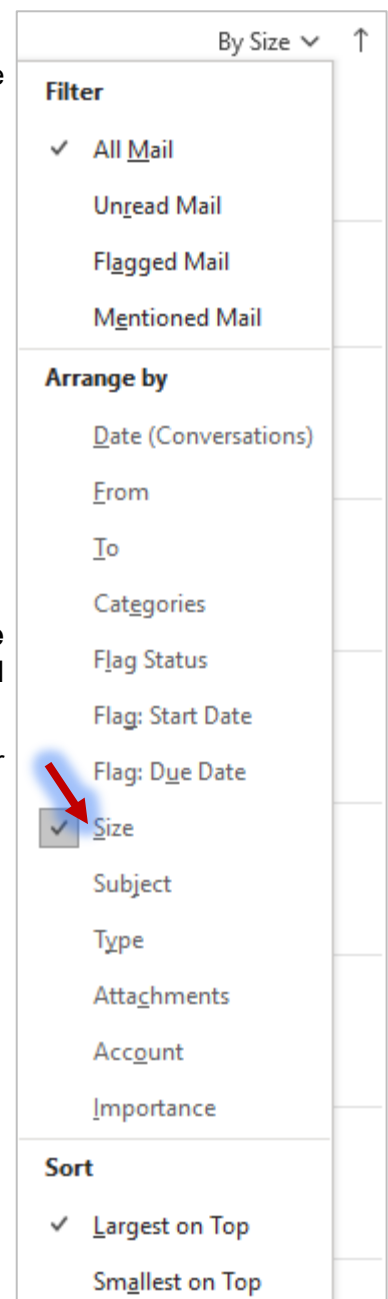 By Size
Filter
All Mail
Unread Mail
Flagged Mail
Mentioned Mail
Arrange by
Date (Conversations)
From
To
Categories
Flag Status
Flag: Start Date
Flag: Due Date
Size
Subject
Type
Attachments
Account
Importance
Sort
Largest on Top
Smallest on Top